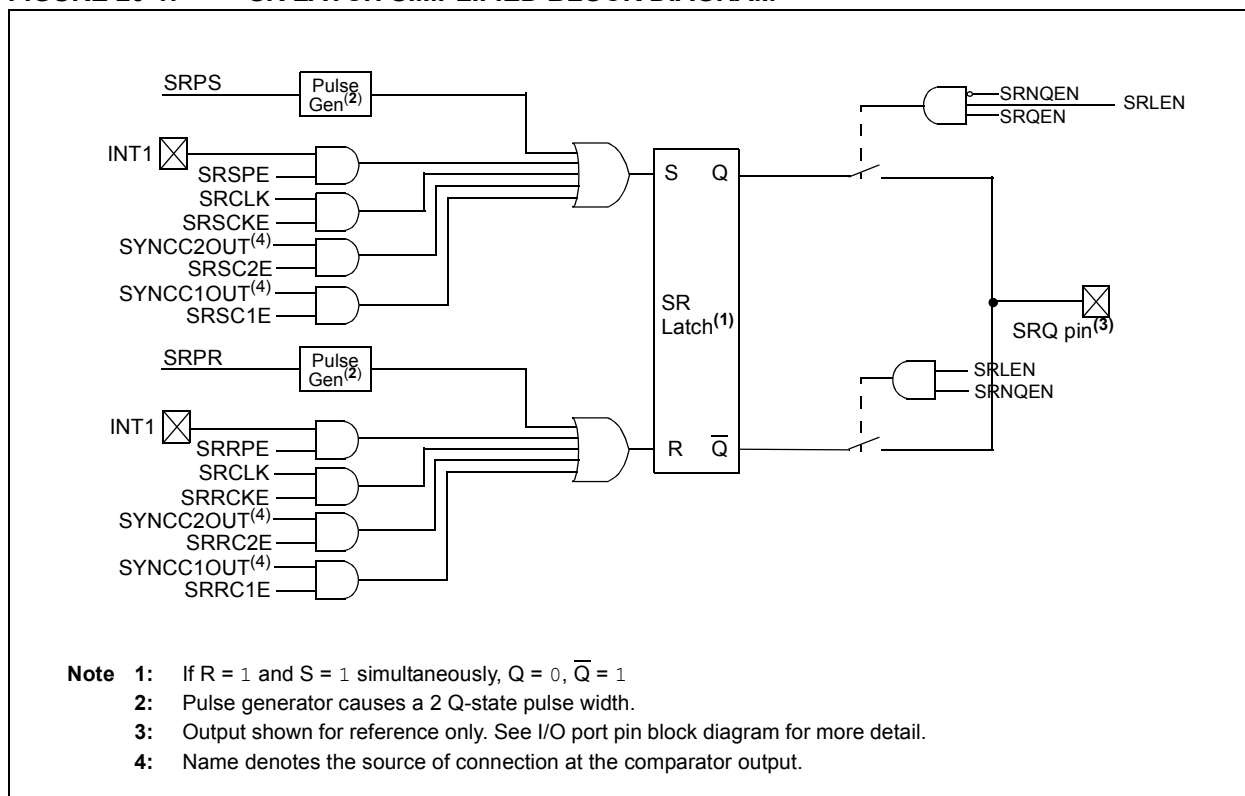 SRPS
Pulse
Gen(2)
INT1
SRSPE
SRCLK
SRSCKE
SYNCC2OUT(4)
SRSC2E
SYNCC1OUT(4)
SRSC1E
SRPR
Pulse
Gen(2)
INT1
SRRPE
SRCLK
SRRCKE
SYNCC2OUT(4)
SRRC2E
SYNCC1OUT(4)
SRRC1E
S Q
SR
Latch(1)
R Q̅
SRNQEN
SRLEN
SRQEN
SRQ pin(3)
SRLEN
SRNQEN
Note 1: If R = 1 and S = 1 simultaneously, Q = 0, Q̅ = 1
2: Pulse generator causes a 2 Q-state pulse width.
3: Output shown for reference only. See I/O port pin block diagram for more detail.
4: Name denotes the source of connection at the comparator output.